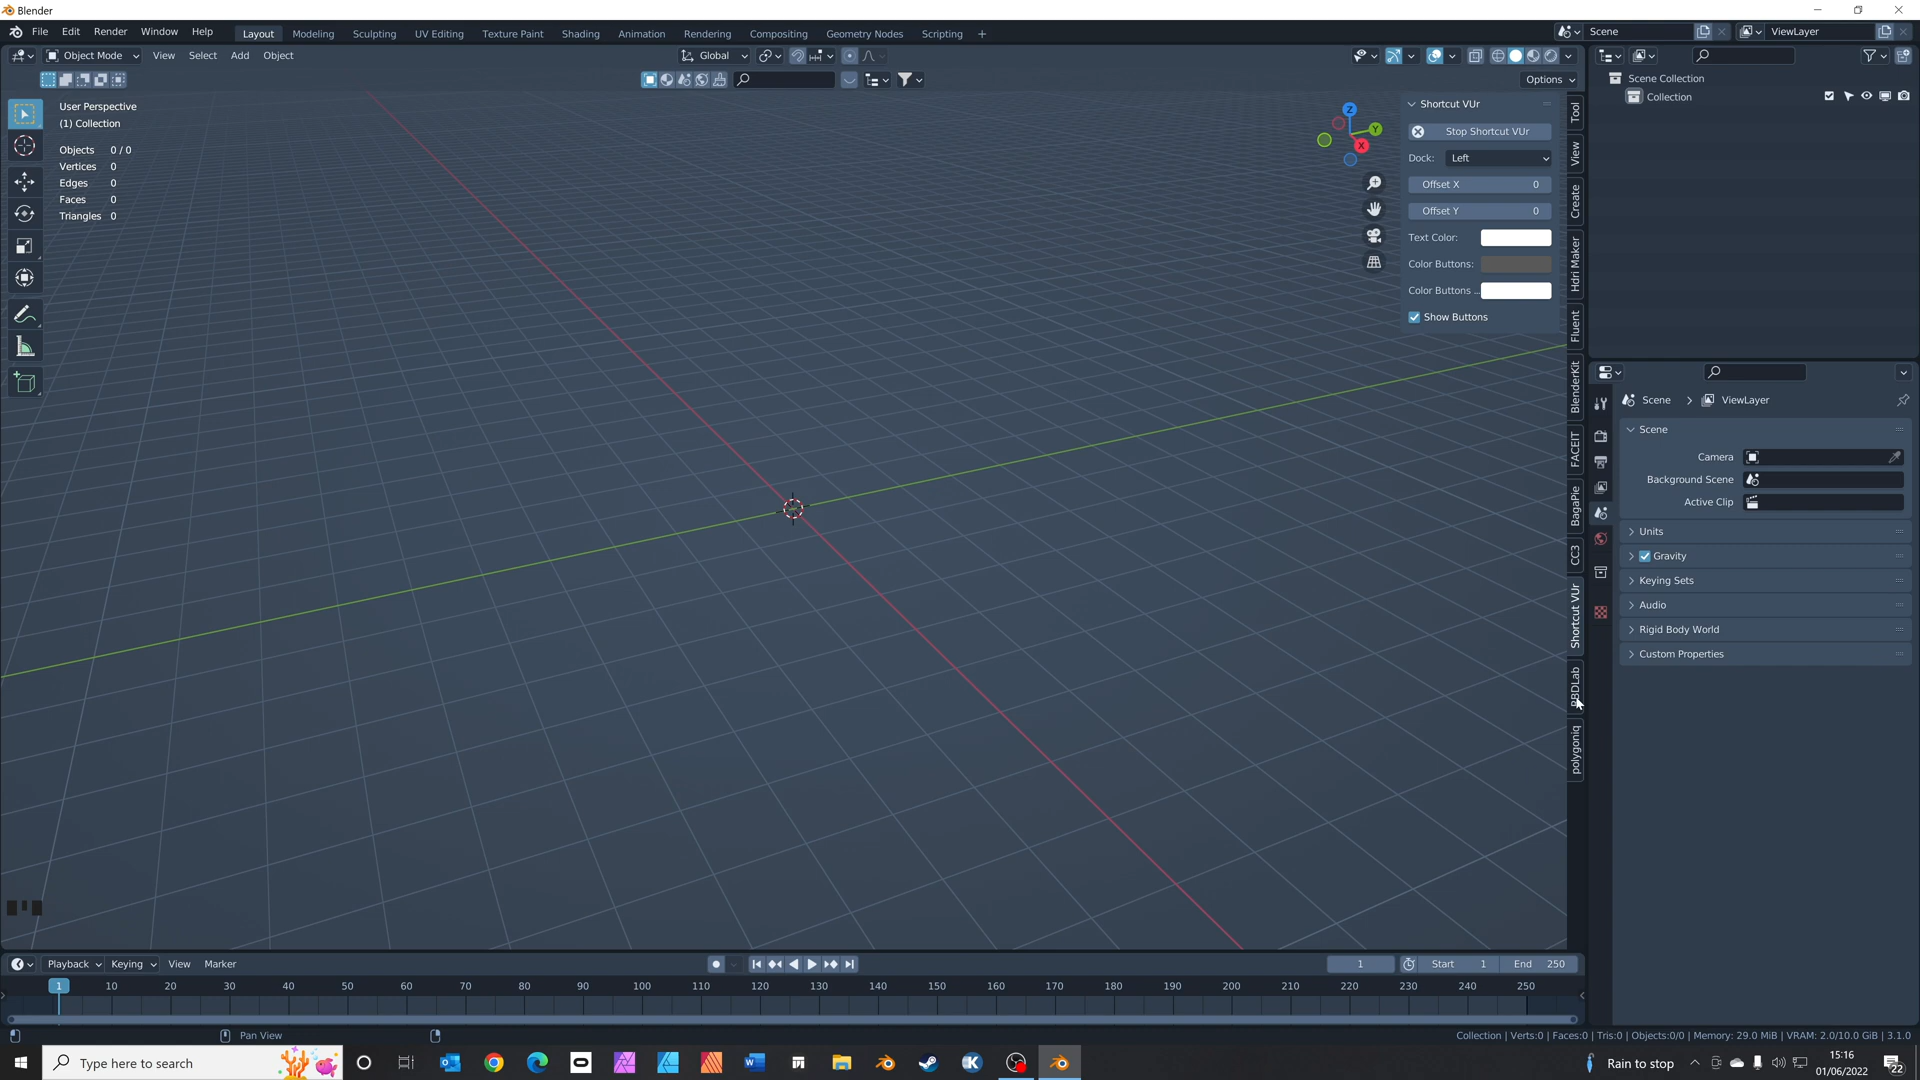 Blender
File Edit Render Window Help
Layout Modeling Sculpting UV Editing Texture Paint Shading Animation Rendering Compositing Geometry Nodes Scripting +
Scene
ViewLayer
Object Mode View Select Add Object
Global
Options
User Perspective
(1) Collection
Objects 0 / 0
Vertices 0
Edges 0
Faces 0
Triangles 0
Z
Y
X
Shortcut VUr
Stop Shortcut VUr
Dock: Left
Offset X 0
Offset Y 0
Text Color:
Color Buttons:
Color Buttons ...
Show Buttons
Tool
View
Create
Hdri Maker
Fluent
BlenderKit
FACEIT
BagaPie
CC3
Shortcut VUr
RBDLab
polygoniq
Scene Collection
Collection
Scene > ViewLayer
Scene
Camera
Background Scene
Active Clip
Units
Gravity
Keying Sets
Audio
Rigid Body World
Custom Properties
Playback Keying View Marker
1
Start 1
End 250
1 10 20 30 40 50 60 70 80 90 100 110 120 130 140 150 160 170 180 190 200 210 220 230 240 250
Pan View
Collection | Verts:0 | Faces:0 | Tris:0 | Objects:0/0 | Memory: 29.0 MiB | VRAM: 2.0/10.0 GiB | 3.1.0
Type here to search
Rain to stop
15:16
01/06/2022
22